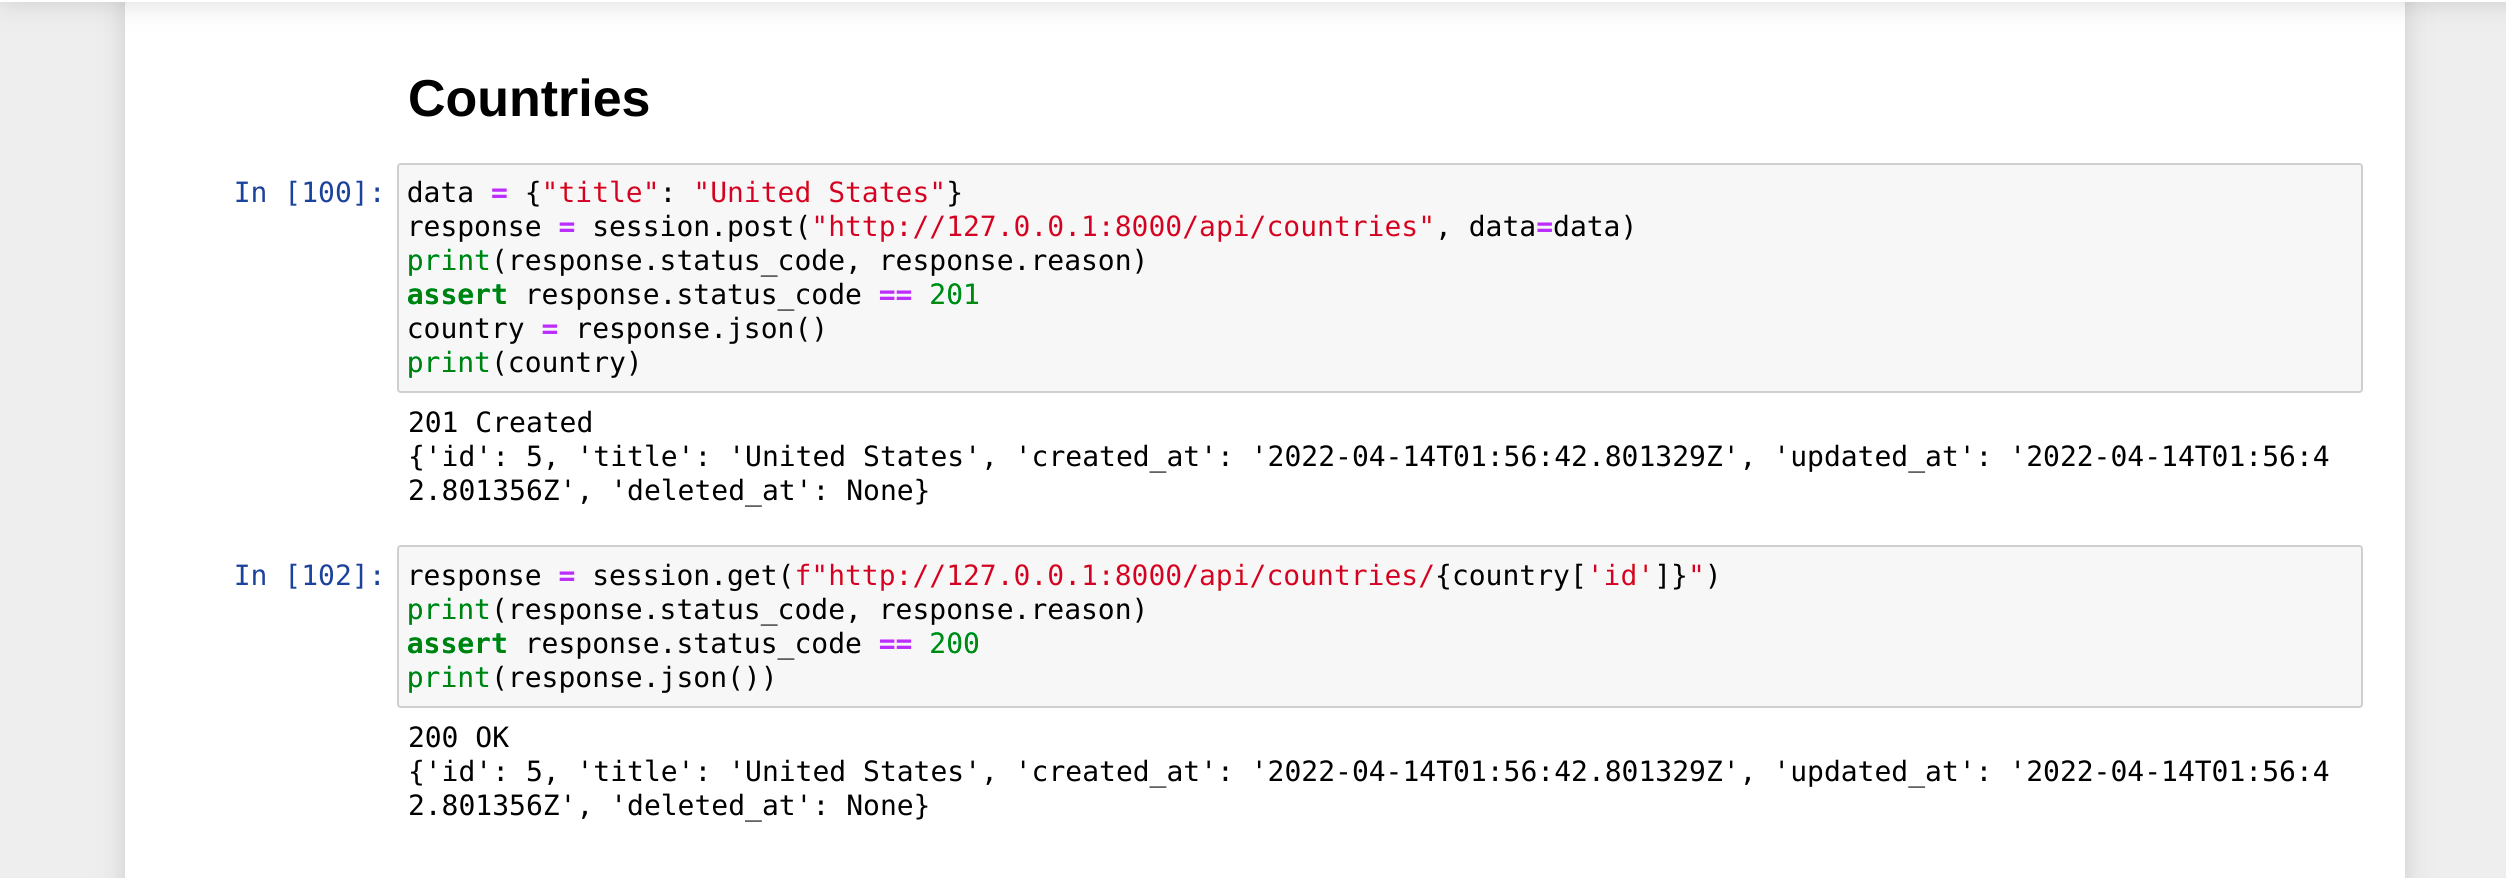 Countries
In [100]:
data = {"title": "United States"}
response = session.post("http://127.0.0.1:8000/api/countries", data=data)
print(response.status_code, response.reason)
assert response.status_code == 201
country = response.json()
print(country)
201 Created
{'id': 5, 'title': 'United States', 'created_at': '2022-04-14T01:56:42.801329Z', 'updated_at': '2022-04-14T01:56:4
2.801356Z', 'deleted_at': None}
In [102]:
response = session.get(f"http://127.0.0.1:8000/api/countries/{country['id']}")
print(response.status_code, response.reason)
assert response.status_code == 200
print(response.json())
200 OK
{'id': 5, 'title': 'United States', 'created_at': '2022-04-14T01:56:42.801329Z', 'updated_at': '2022-04-14T01:56:4
2.801356Z', 'deleted_at': None}